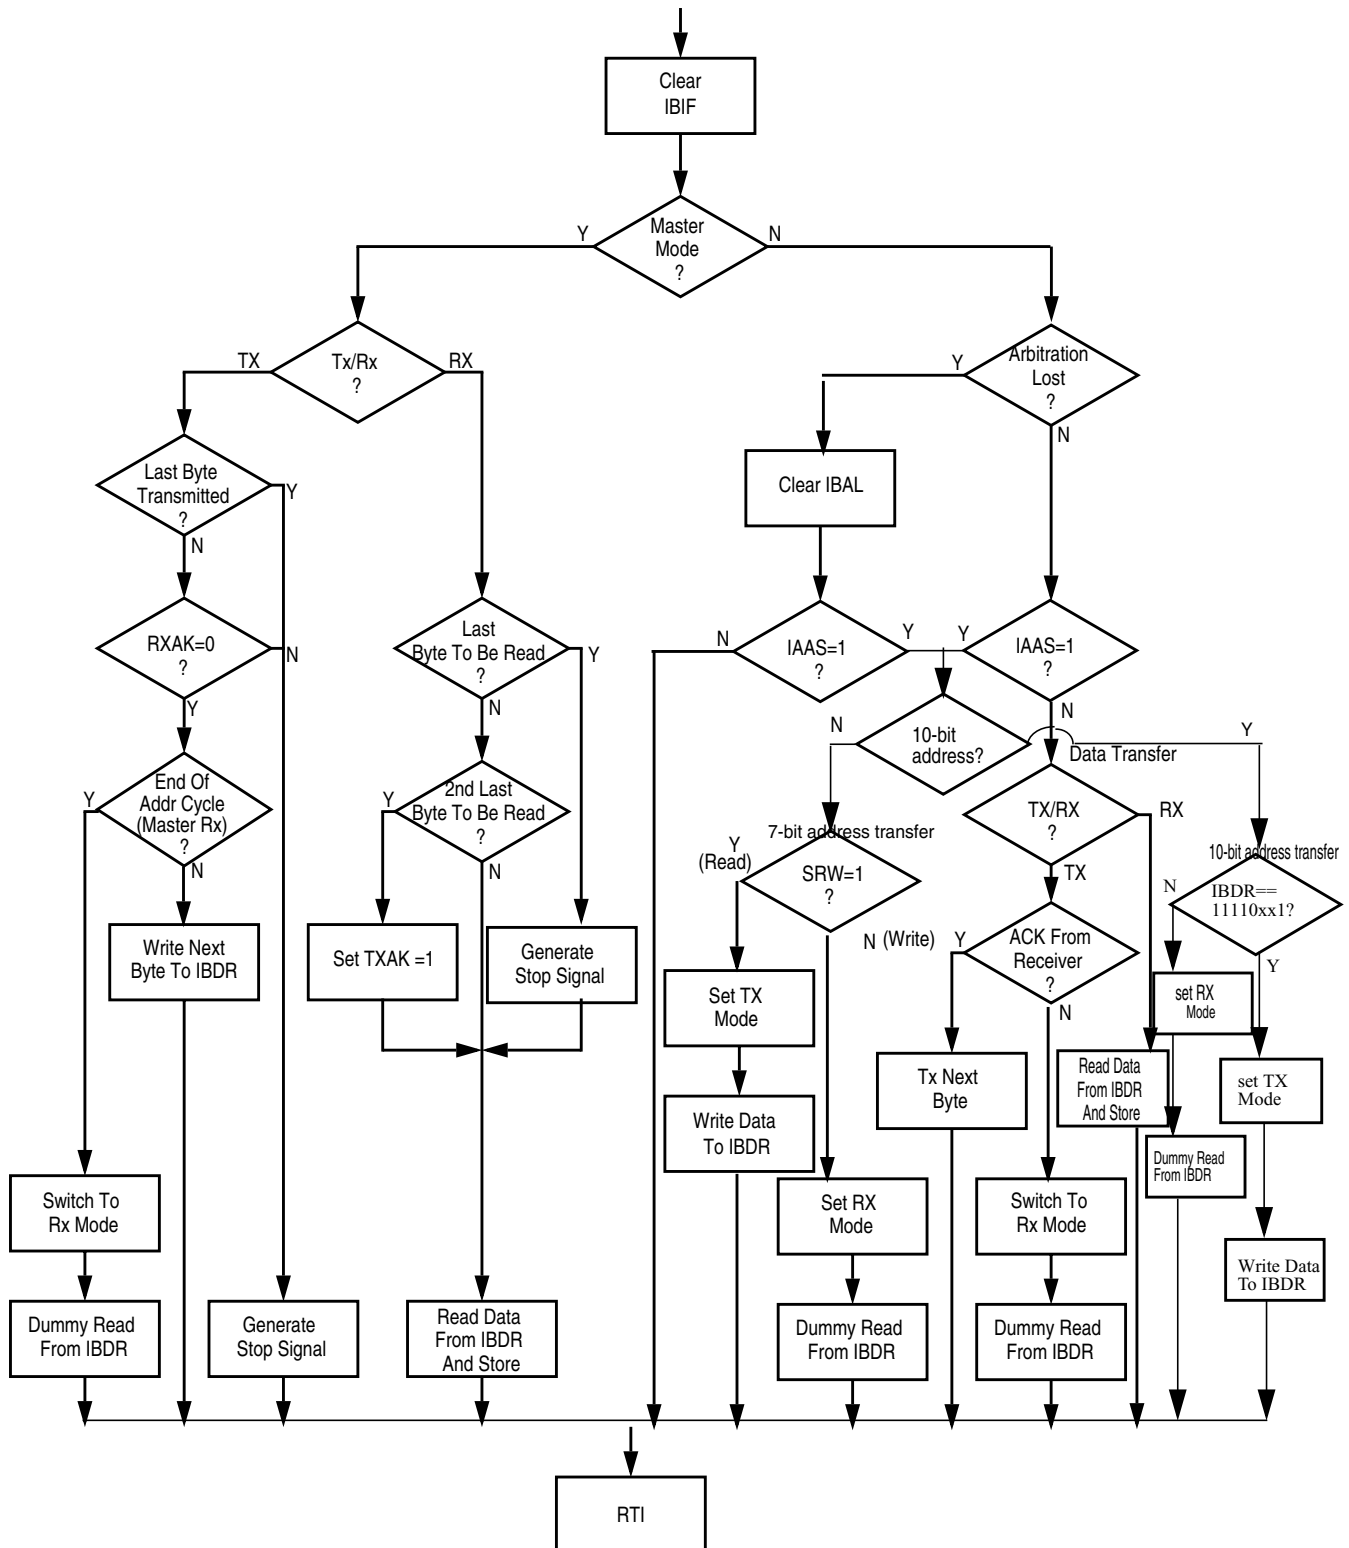 Clear
IBIF
Master
Mode
?
Y
N
Tx/Rx
?
TX
RX
Arbitration
Lost
?
Y
N
Last Byte
Transmitted
?
Y
N
Clear IBAL
RXAK=0
?
N
Y
Last
Byte To Be Read
?
Y
N
IAAS=1
?
N
Y
IAAS=1
?
Y
N
10-bit
address?
N
Y
Data Transfer
End Of
Addr Cycle
(Master Rx)
?
Y
N
2nd Last
Byte To Be Read
?
Y
N
7-bit address transfer
SRW=1
?
Y
(Read)
N (Write)
TX/RX
?
RX
TX
10-bit address transfer
IBDR==
11110xx1?
N
Y
Write Next
Byte To IBDR
Set TXAK =1
Generate
Stop Signal
Set TX
Mode
ACK From
Receiver
?
Y
N
set RX
Mode
Write Data
To IBDR
Tx Next
Byte
Read Data
From IBDR
And Store
set TX
Mode
Dummy Read
From IBDR
Switch To
Rx Mode
Set RX
Mode
Switch To
Rx Mode
Write Data
To IBDR
Dummy Read
From IBDR
Generate
Stop Signal
Read Data
From IBDR
And Store
Dummy Read
From IBDR
Dummy Read
From IBDR
RTI